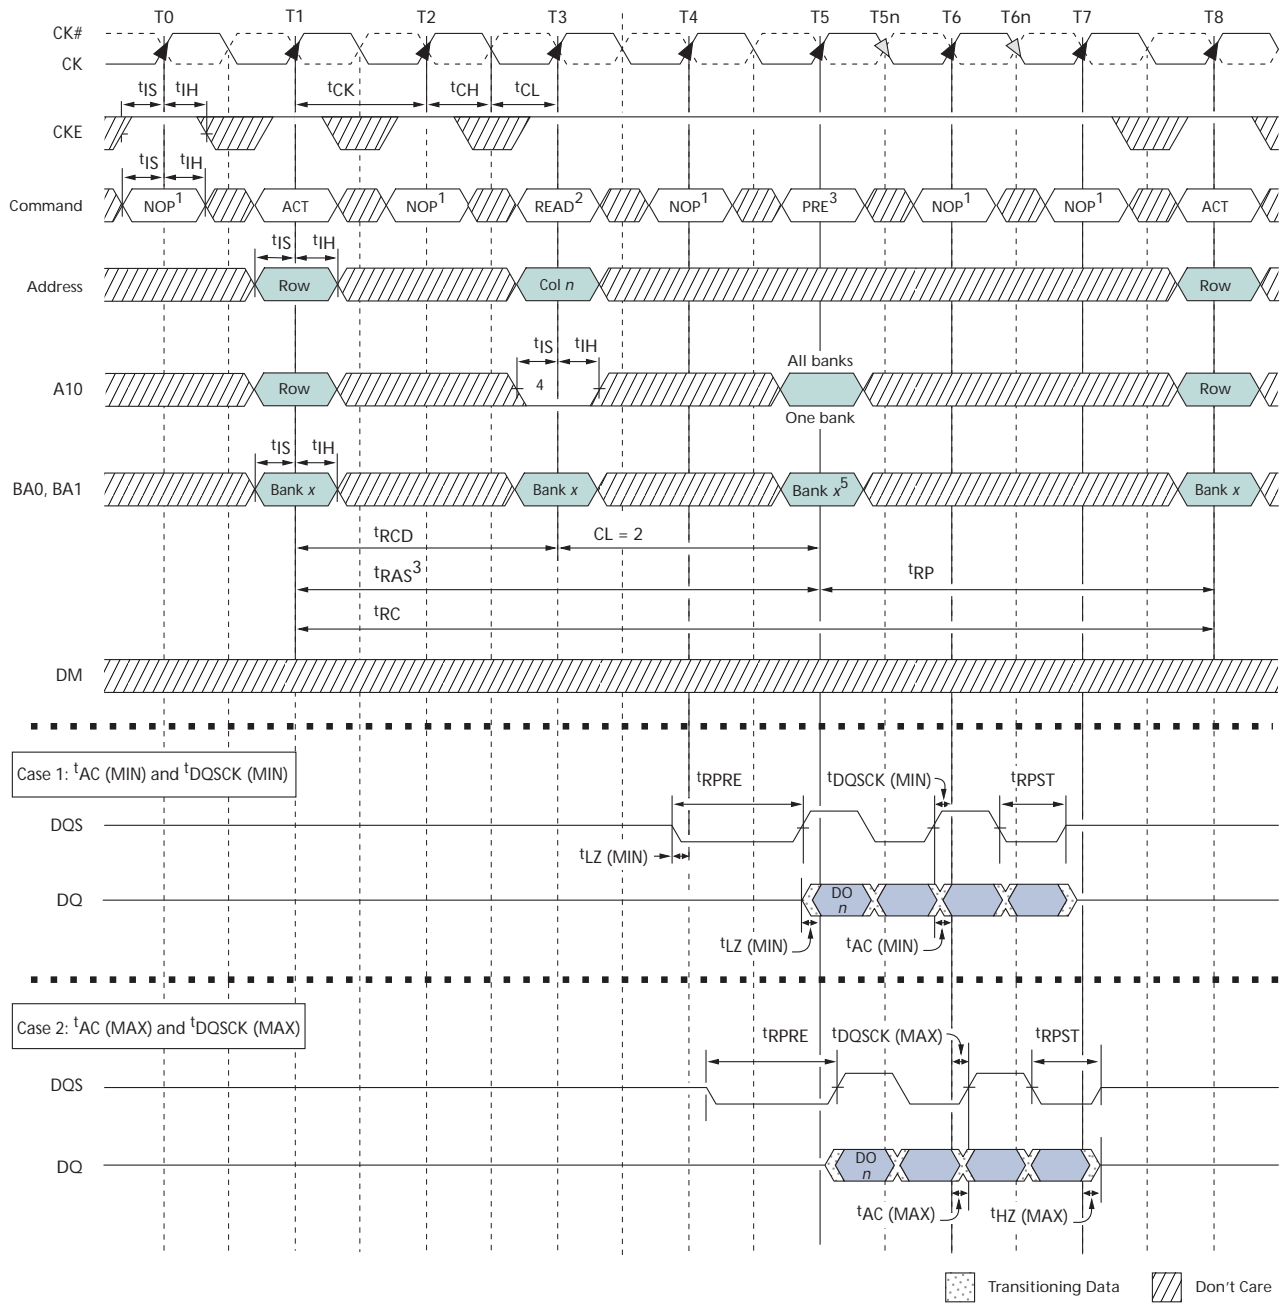 T0 T1 T2 T3 T4 T5 T5n T6 T6n T7 T8
CK#
CK
tIS tIH tCK tCH tCL
CKE
tIS tIH
Command NOP1 ACT NOP1 READ2 NOP1 PRE3 NOP1 NOP1 ACT
tIS tIH
Address Row Col n Row
tIS tIH
All banks
A10 Row 4 Row
One bank
tIS tIH
BA0, BA1 Bank x Bank x Bank x5 Bank x
tRCD CL = 2
tRAS3 tRP
tRC
DM
Case 1: tAC (MIN) and tDQSCK (MIN)
tRPRE tDQSCK (MIN) tRPST
DQS
tLZ (MIN)
DQ DO
n
tLZ (MIN) tAC (MIN)
Case 2: tAC (MAX) and tDQSCK (MAX)
tRPRE tDQSCK (MAX) tRPST
DQS
DQ DO
n
tAC (MAX) tHZ (MAX)
Transitioning Data Don't Care